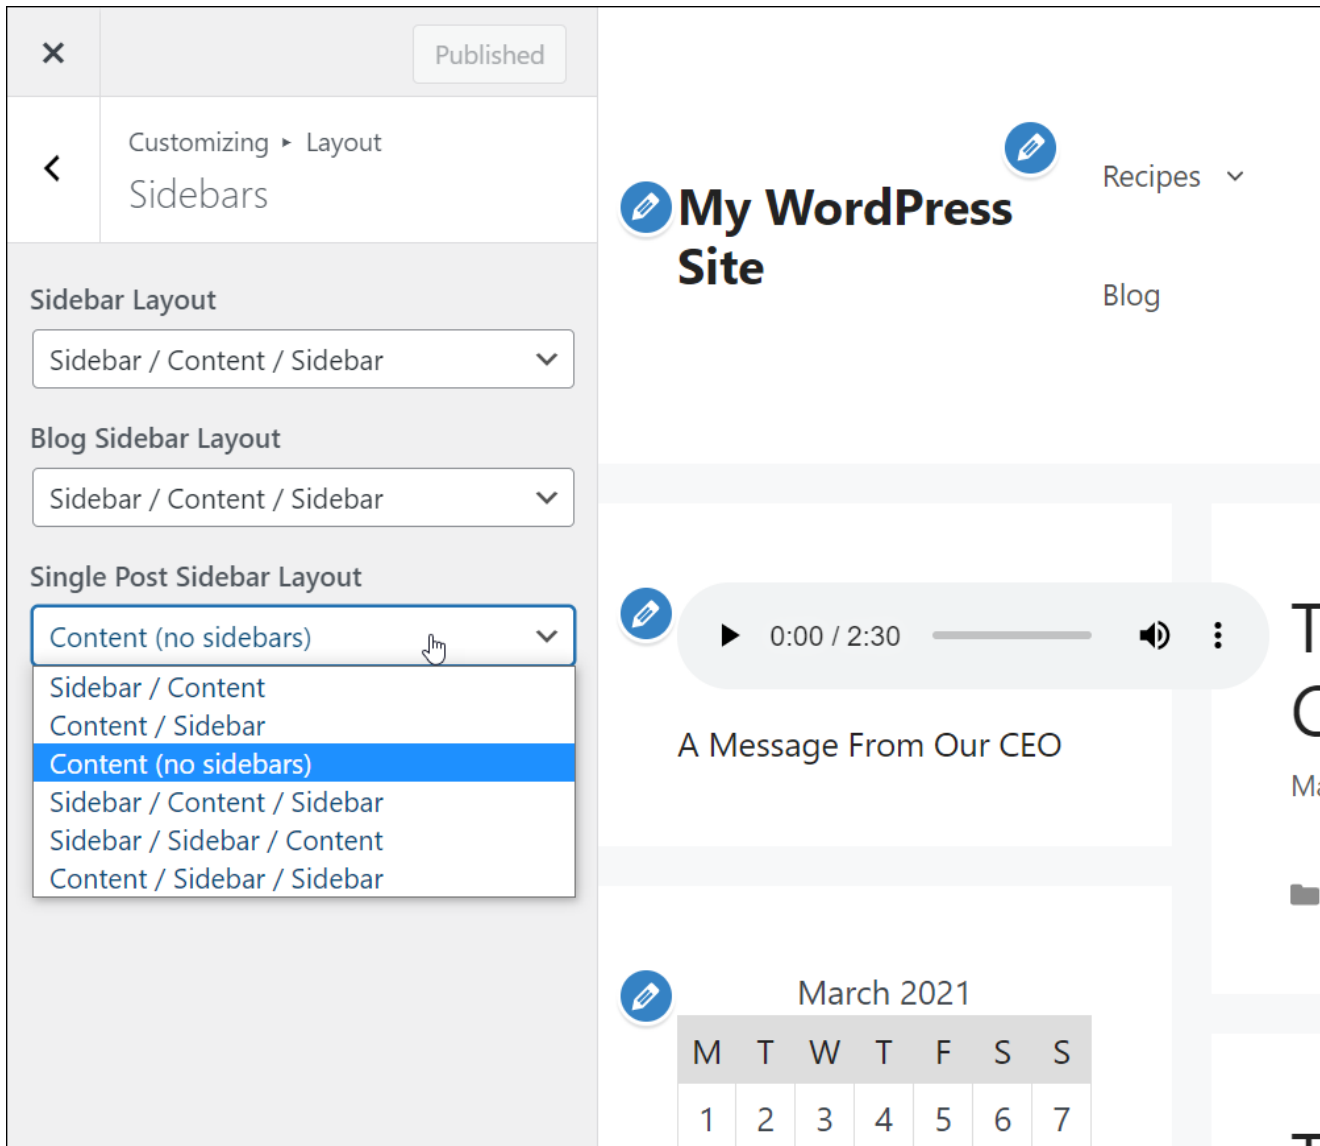 Published
Customizing ▸ Layout
Sidebars
Sidebar Layout
Sidebar / Content / Sidebar
Blog Sidebar Layout
Sidebar / Content / Sidebar
Single Post Sidebar Layout
Content (no sidebars)
Sidebar / Content
Content / Sidebar
Content (no sidebars)
Sidebar / Content / Sidebar
Sidebar / Sidebar / Content
Content / Sidebar / Sidebar
My WordPress
Site
Recipes
Blog
0:00 / 2:30
A Message From Our CEO
March 2021
M T W T F S S
1 2 3 4 5 6 7